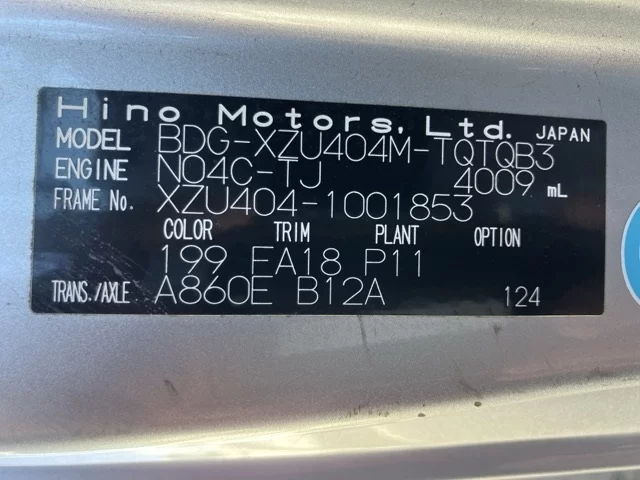 Hino Motors, Ltd. JAPAN
MODEL BDG-XZU404M-TQTQB3
ENGINE N04C-TJ 4009 mL
FRAME No. XZU404-1001853
COLOR TRIM PLANT OPTION
199 FA18 P11
TRANS./AXLE A860E B12A 124